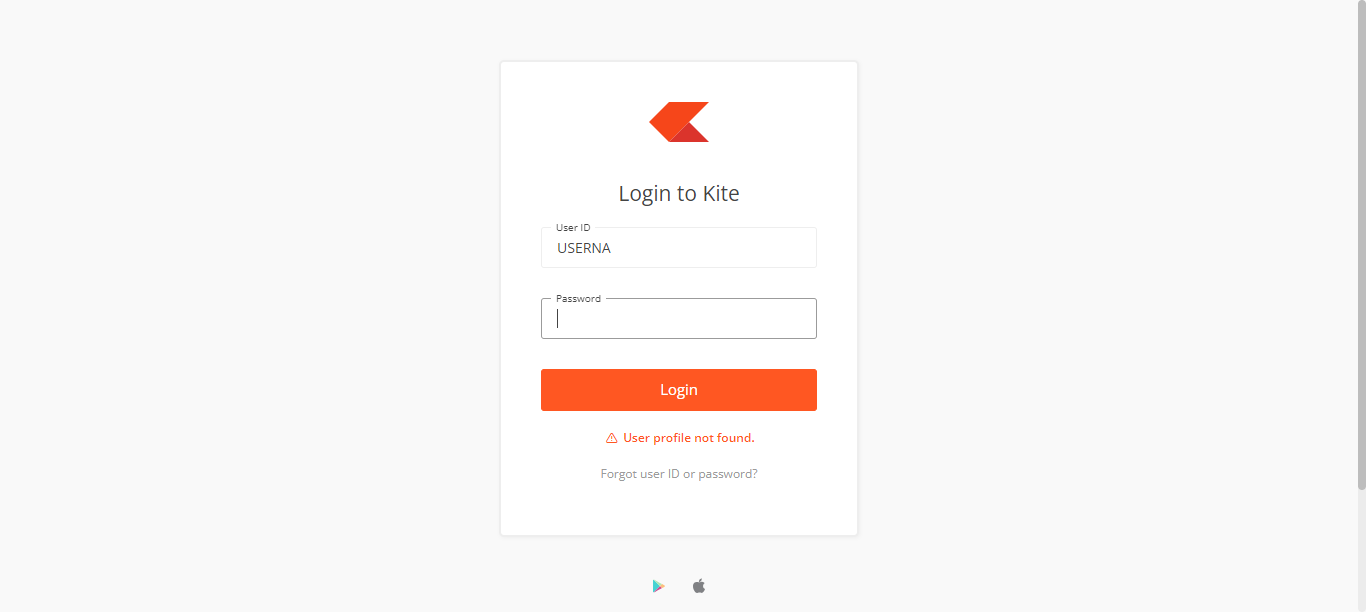 Login to Kite
User ID
USERNA
Password
Login
User profile not found.
Forgot user ID or password?